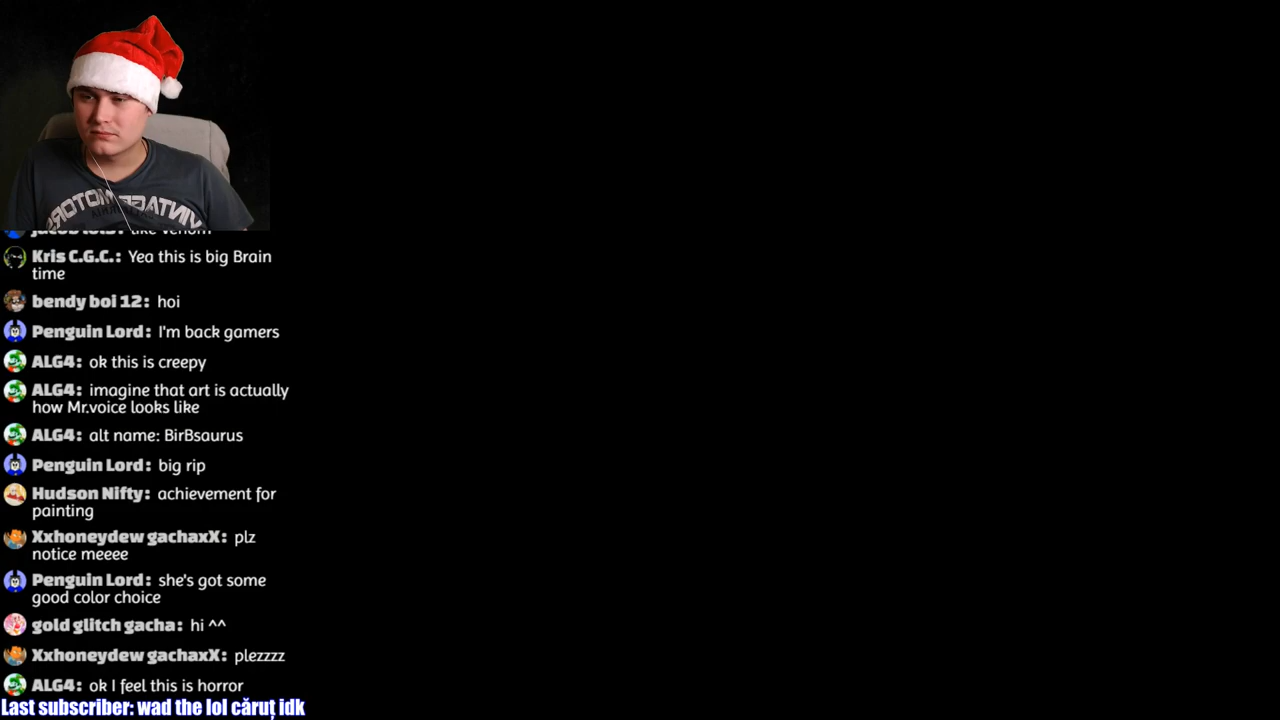 VINTAGE MOTORS
Kris C.G.C.: Yea this is big Brain
time
bendy boi 12: hoi
Penguin Lord: I'm back gamers
ALG4: ok this is creepy
ALG4: imagine that art is actually
how Mr.voice looks like
ALG4: alt name: BirBsaurus
Penguin Lord: big rip
Hudson Nifty: achievement for
painting
Xxhoneydew gachaxX: plz
notice meeee
Penguin Lord: she's got some
good color choice
gold glitch gacha: hi ^^
Xxhoneydew gachaxX: plezzzz
ALG4: ok I feel this is horror
Last subscriber: wad the lol căruț idk